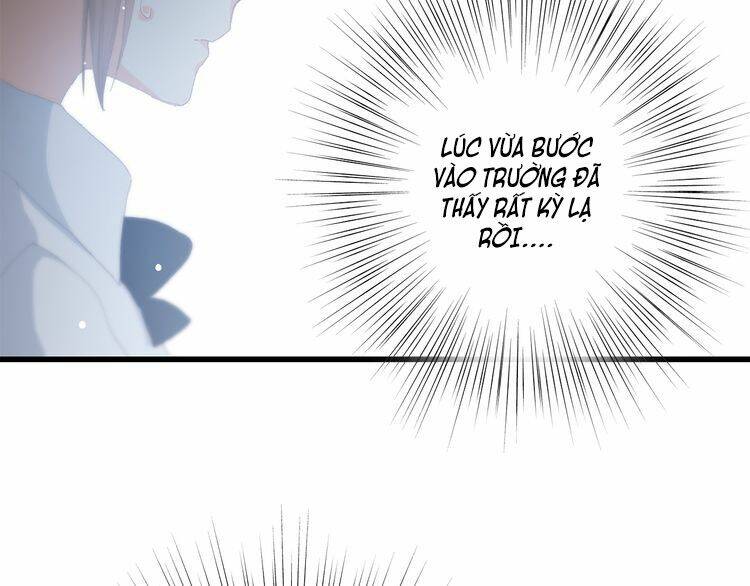 LÚC VỪA BƯỚC
VÀO TRƯỜNG ĐÃ
THẤY RẤT KỲ LẠ
RỒI....